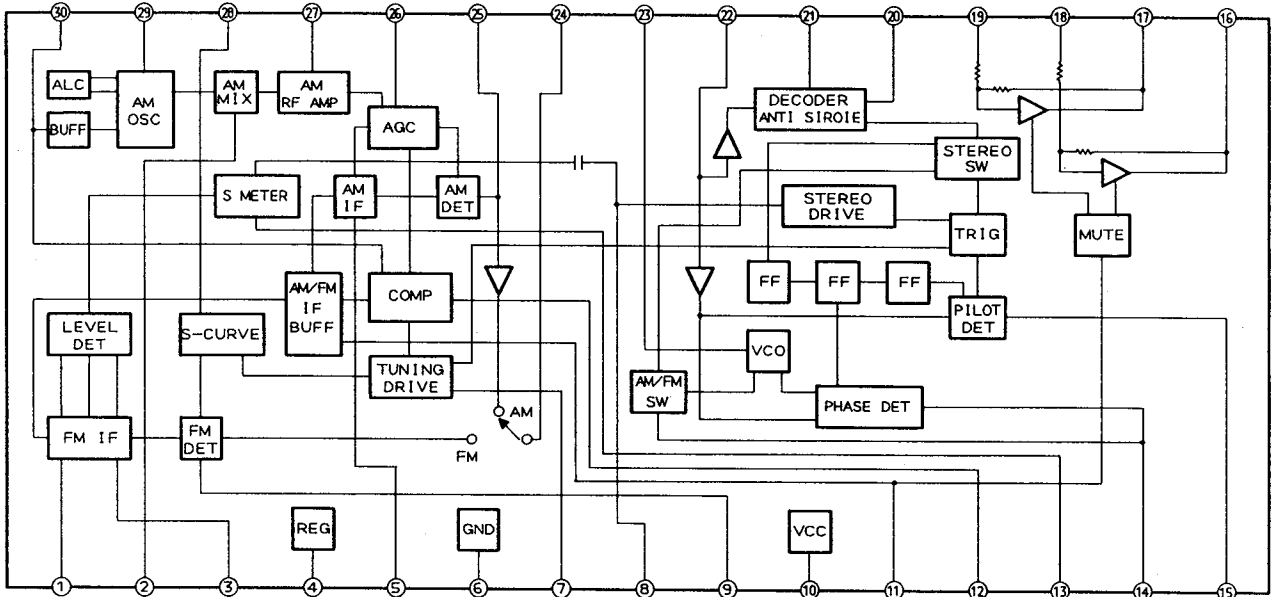 30 29 28 27 26 25 24 23 22 21 20 19 18 17 16
ALC
AM
OSC
AM
MIX
AM
RF AMP
BUFF
AGC
DECODER
ANTI SIROIE
STEREO
SW
S METER
AM
IF
AM
DET
STEREO
DRIVE
TRIG
MUTE
AM/FM
IF
BUFF
COMP
FF
FF
FF
LEVEL
DET
S-CURVE
PILOT
DET
TUNING
DRIVE
VCO
AM/FM
SW
PHASE DET
FM IF
FM
DET
AM
FM
REG
GND
VCC
1 2 3 4 5 6 7 8 9 10 11 12 13 14 15